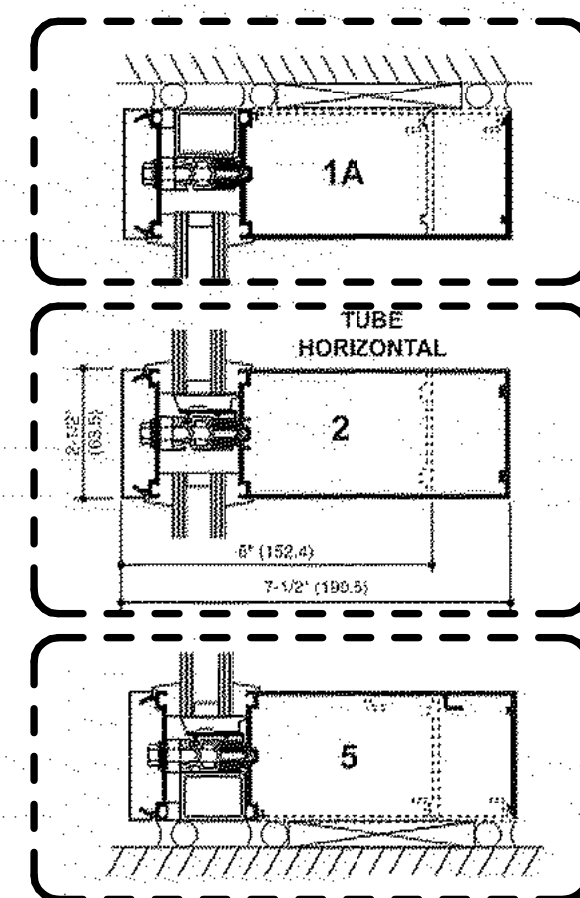 1A
TUBE
HORIZONTAL
2
2-1/2"
(63.5)
6" (152.4)
7-1/2" (190.5)
5